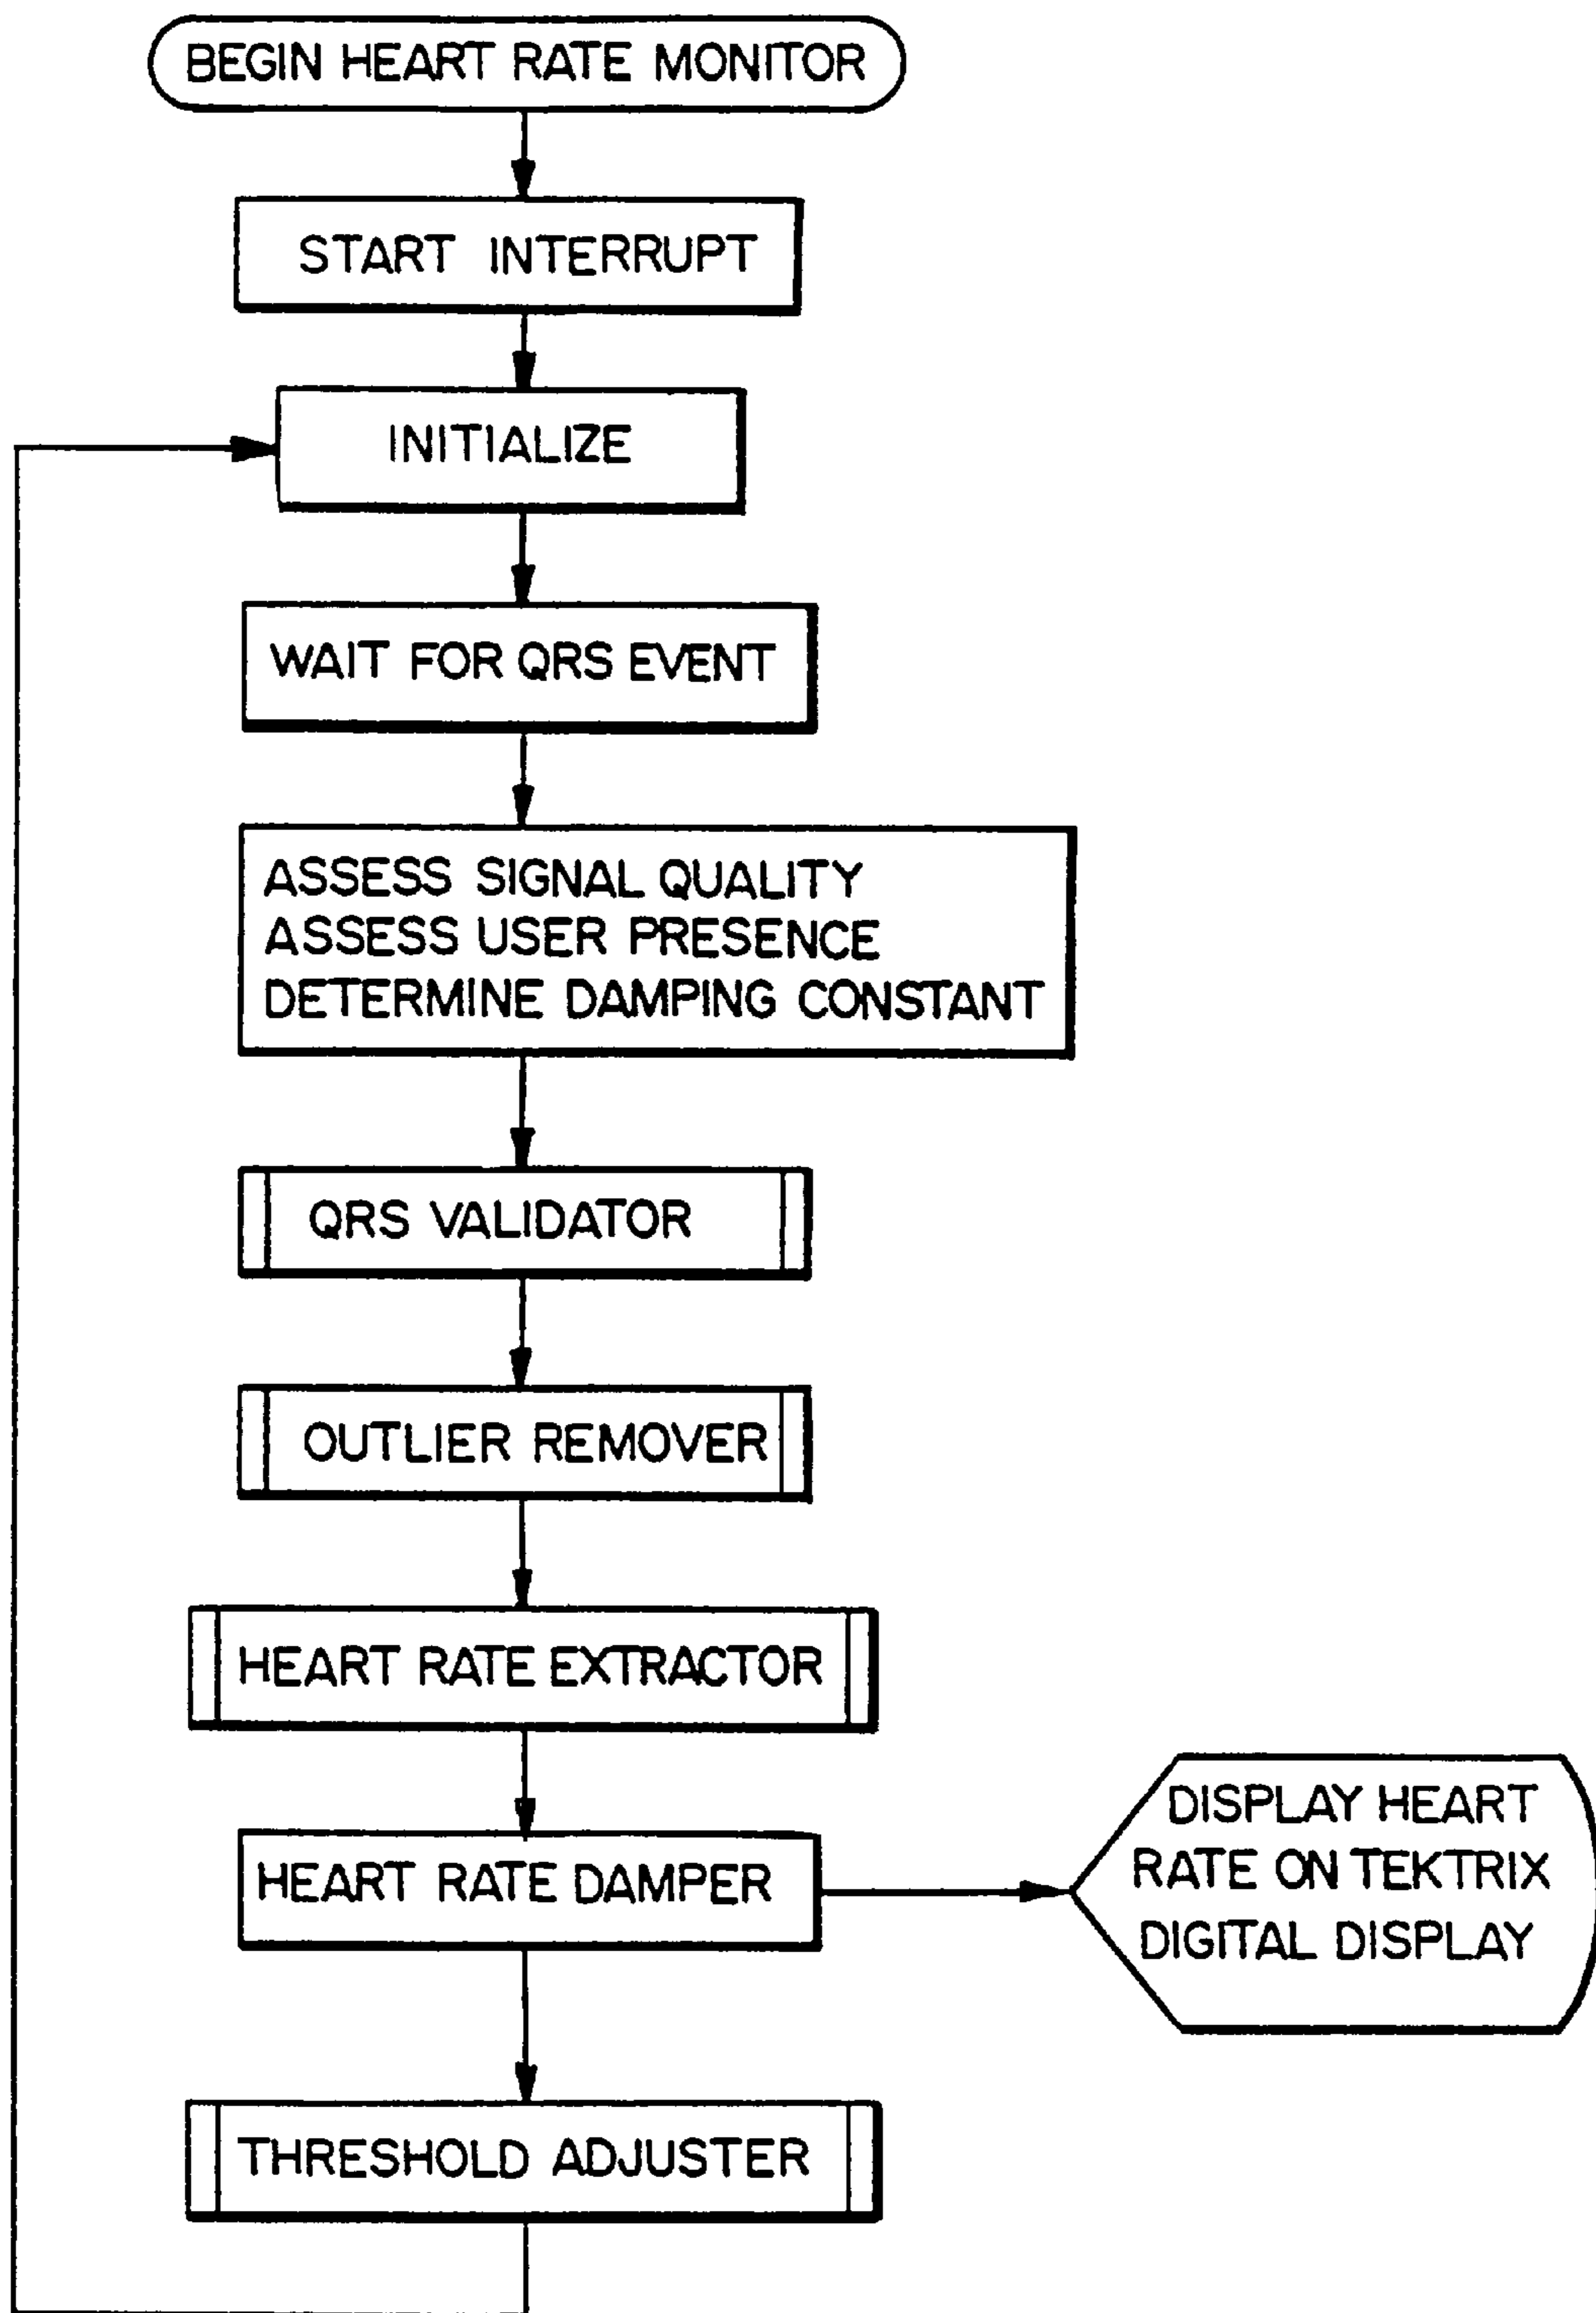 BEGIN HEART RATE MONITOR
START INTERRUPT
INITIALIZE
WAIT FOR QRS EVENT
ASSESS SIGNAL QUALITY
ASSESS USER PRESENCE
DETERMINE DAMPING CONSTANT
QRS VALIDATOR
OUTLIER REMOVER
HEART RATE EXTRACTOR
HEART RATE DAMPER
DISPLAY HEART
RATE ON TEKTRIX
DIGITAL DISPLAY
THRESHOLD ADJUSTER